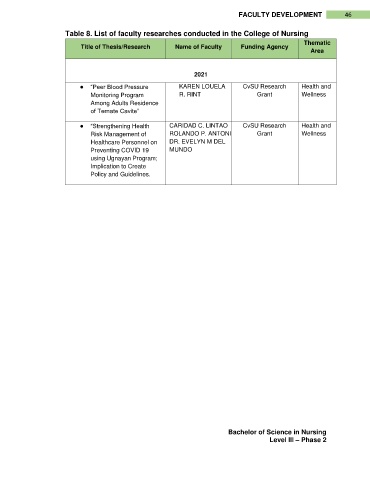 FACULTY DEVELOPMENT 46
Table 8. List of faculty researches conducted in the College of Nursing
Title of Thesis/Research Name of Faculty Funding Agency Thematic
Area
2021
● "Peer Blood Pressure KAREN LOUELA CvSU Research Health and
Monitoring Program R. RINT Grant Wellness
Among Adults Residence
of Ternate Cavite"
● "Strengthening Health CARIDAD C. LINTAO CvSU Research Health and
Risk Management of ROLANDO P. ANTONI Grant Wellness
Healthcare Personnel on DR. EVELYN M DEL
Preventing COVID 19 MUNDO
using Ugnayan Program;
Implication to Create
Policy and Guidelines.
Bachelor of Science in Nursing
Level III – Phase 2